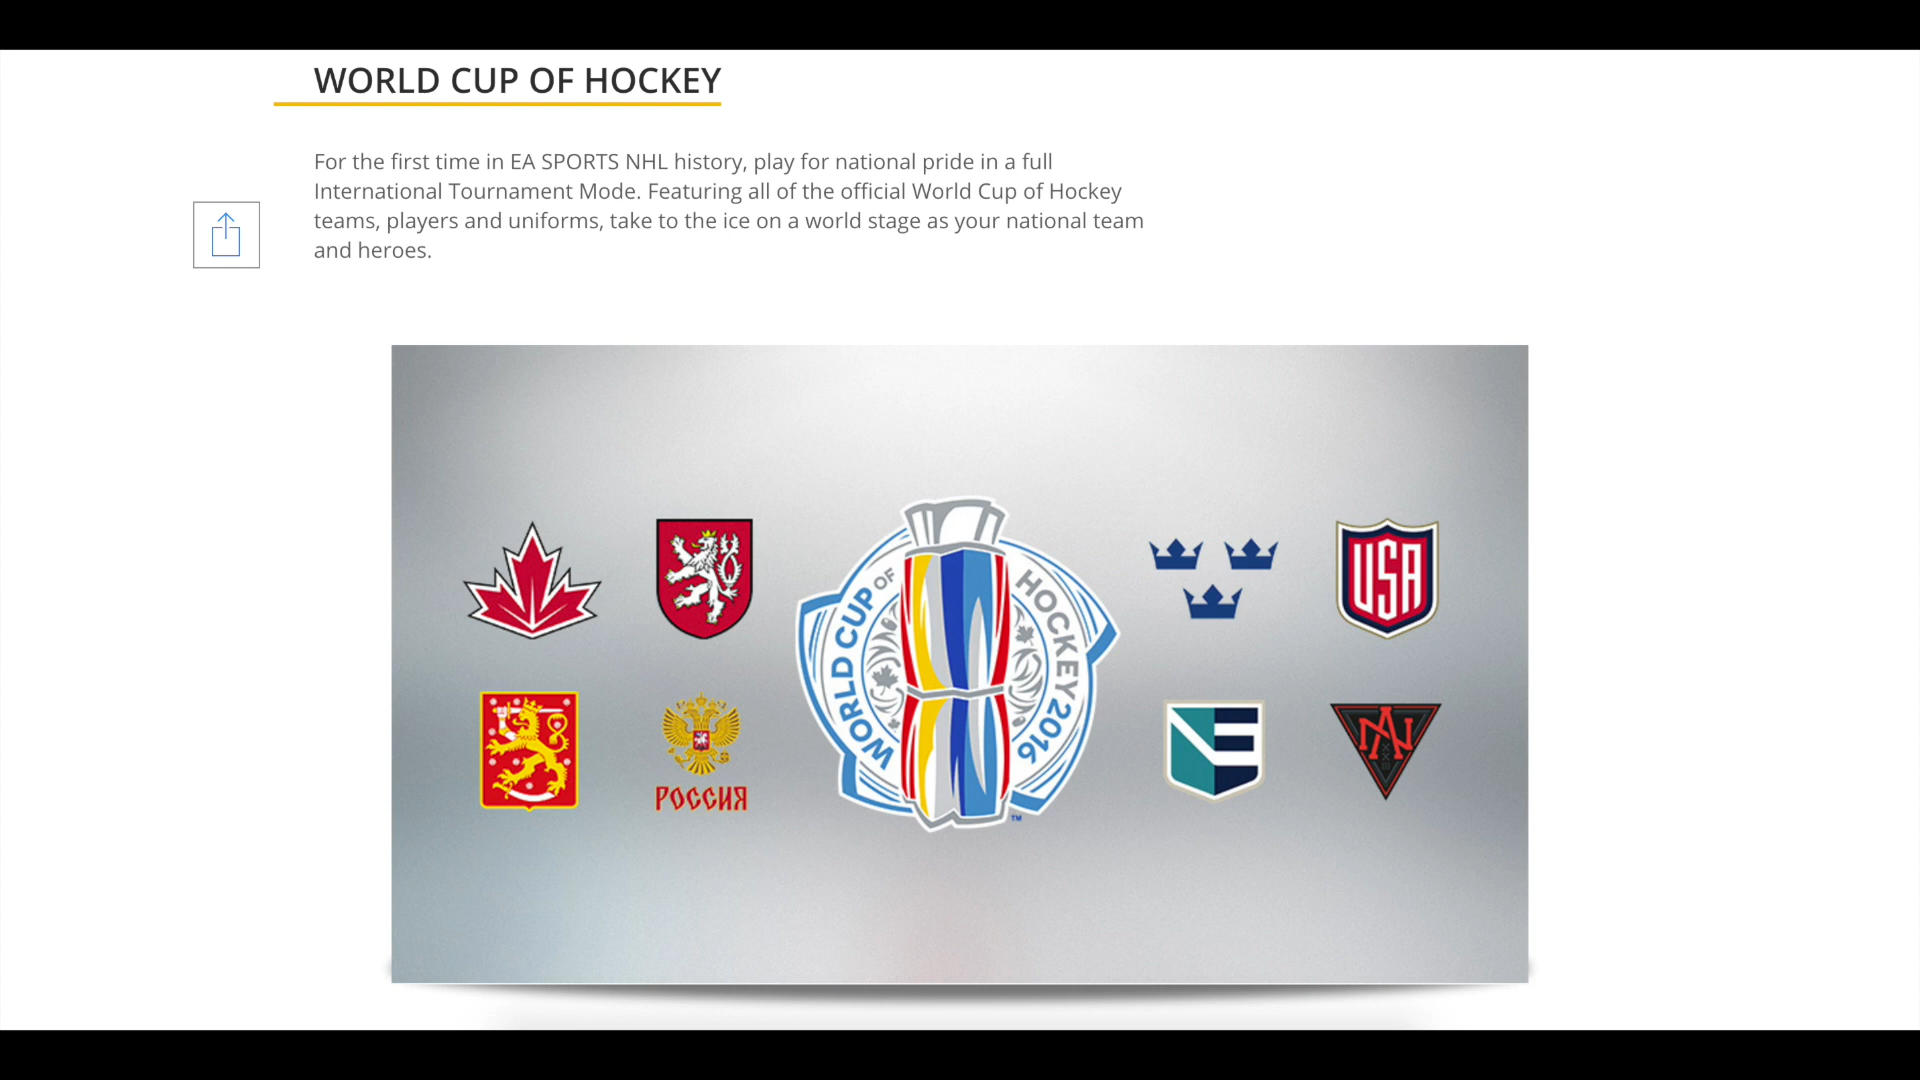 WORLD CUP OF HOCKEY
For the first time in EA SPORTS NHL history, play for national pride in a full
International Tournament Mode. Featuring all of the official World Cup of Hockey
teams, players and uniforms, take to the ice on a world stage as your national team
and heroes.
WORLD CUP OF HOCKEY 2016
TM
USA
РОССИЯ
E
NA